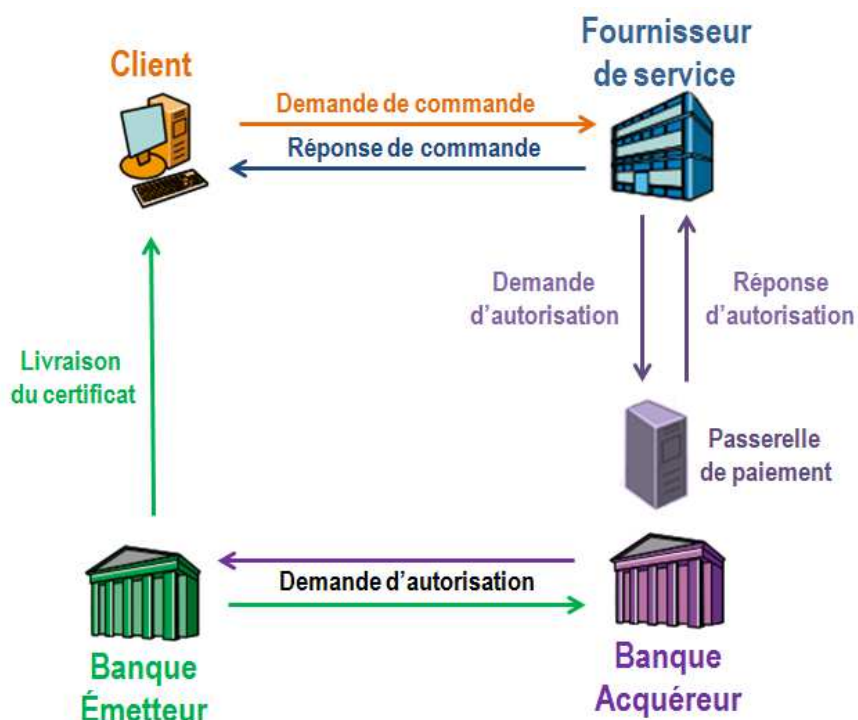 Client
Fournisseur
de service
Demande de commande
Réponse de commande
Demande
d'autorisation
Réponse
d'autorisation
Livraison
du certificat
Passerelle
de paiement
Demande d'autorisation
Banque
Émetteur
Banque
Acquéreur